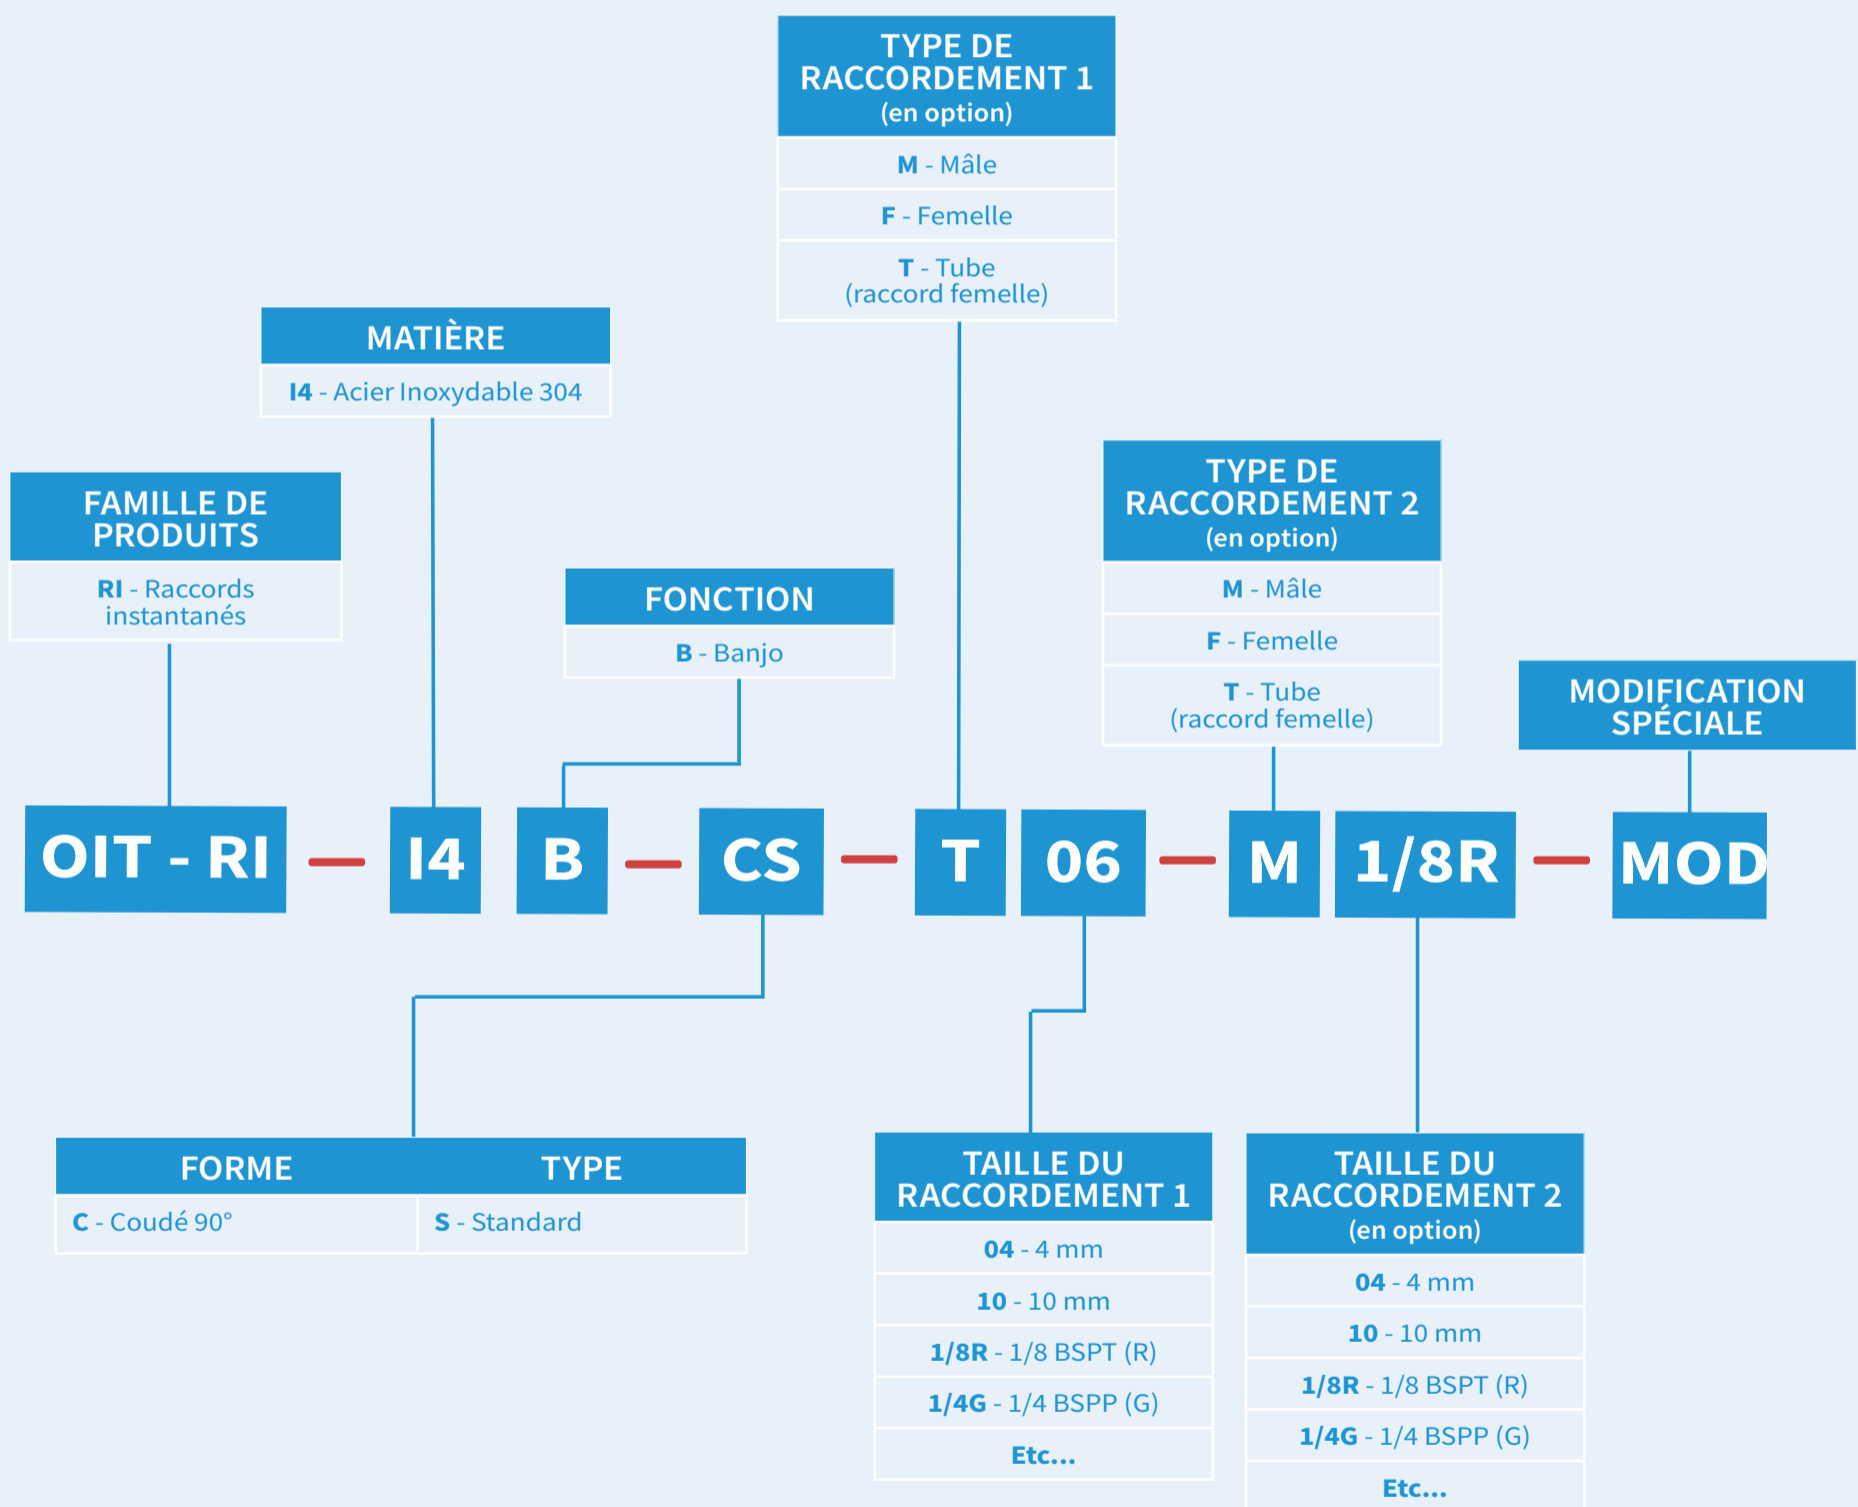 TYPE DE
RACCORDEMENT 1
(en option)
M - Mâle
F - Femelle
T - Tube
(raccord femelle)
MATIÈRE
I4 - Acier Inoxydable 304
FAMILLE DE
PRODUITS
RI - Raccords
instantanés
FONCTION
B - Banjo
TYPE DE
RACCORDEMENT 2
(en option)
M - Mâle
F - Femelle
T - Tube
(raccord femelle)
MODIFICATION
SPÉCIALE
OIT - RI — I4 B — CS — T 06 — M 1/8R — MOD
FORME TYPE
C - Coudé 90° S - Standard
TAILLE DU
RACCORDEMENT 1
04 - 4 mm
10 - 10 mm
1/8R - 1/8 BSPT (R)
1/4G - 1/4 BSPP (G)
Etc...
TAILLE DU
RACCORDEMENT 2
(en option)
04 - 4 mm
10 - 10 mm
1/8R - 1/8 BSPT (R)
1/4G - 1/4 BSPP (G)
Etc...